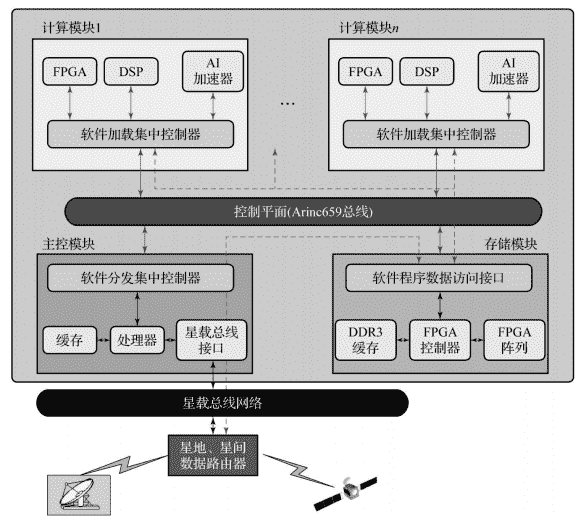 计算模块1
计算模块n
FPGA
DSP
AI
加速器
FPGA
DSP
AI
加速器
软件加载集中控制器
…
软件加载集中控制器
控制平面(Arinc659总线)
主控模块
存储模块
软件分发集中控制器
软件程序数据访问接口
缓存
处理器
星载总线
接口
DDR3
缓存
FPGA
控制器
FPGA
阵列
星载总线网络
星地、星间
数据路由器